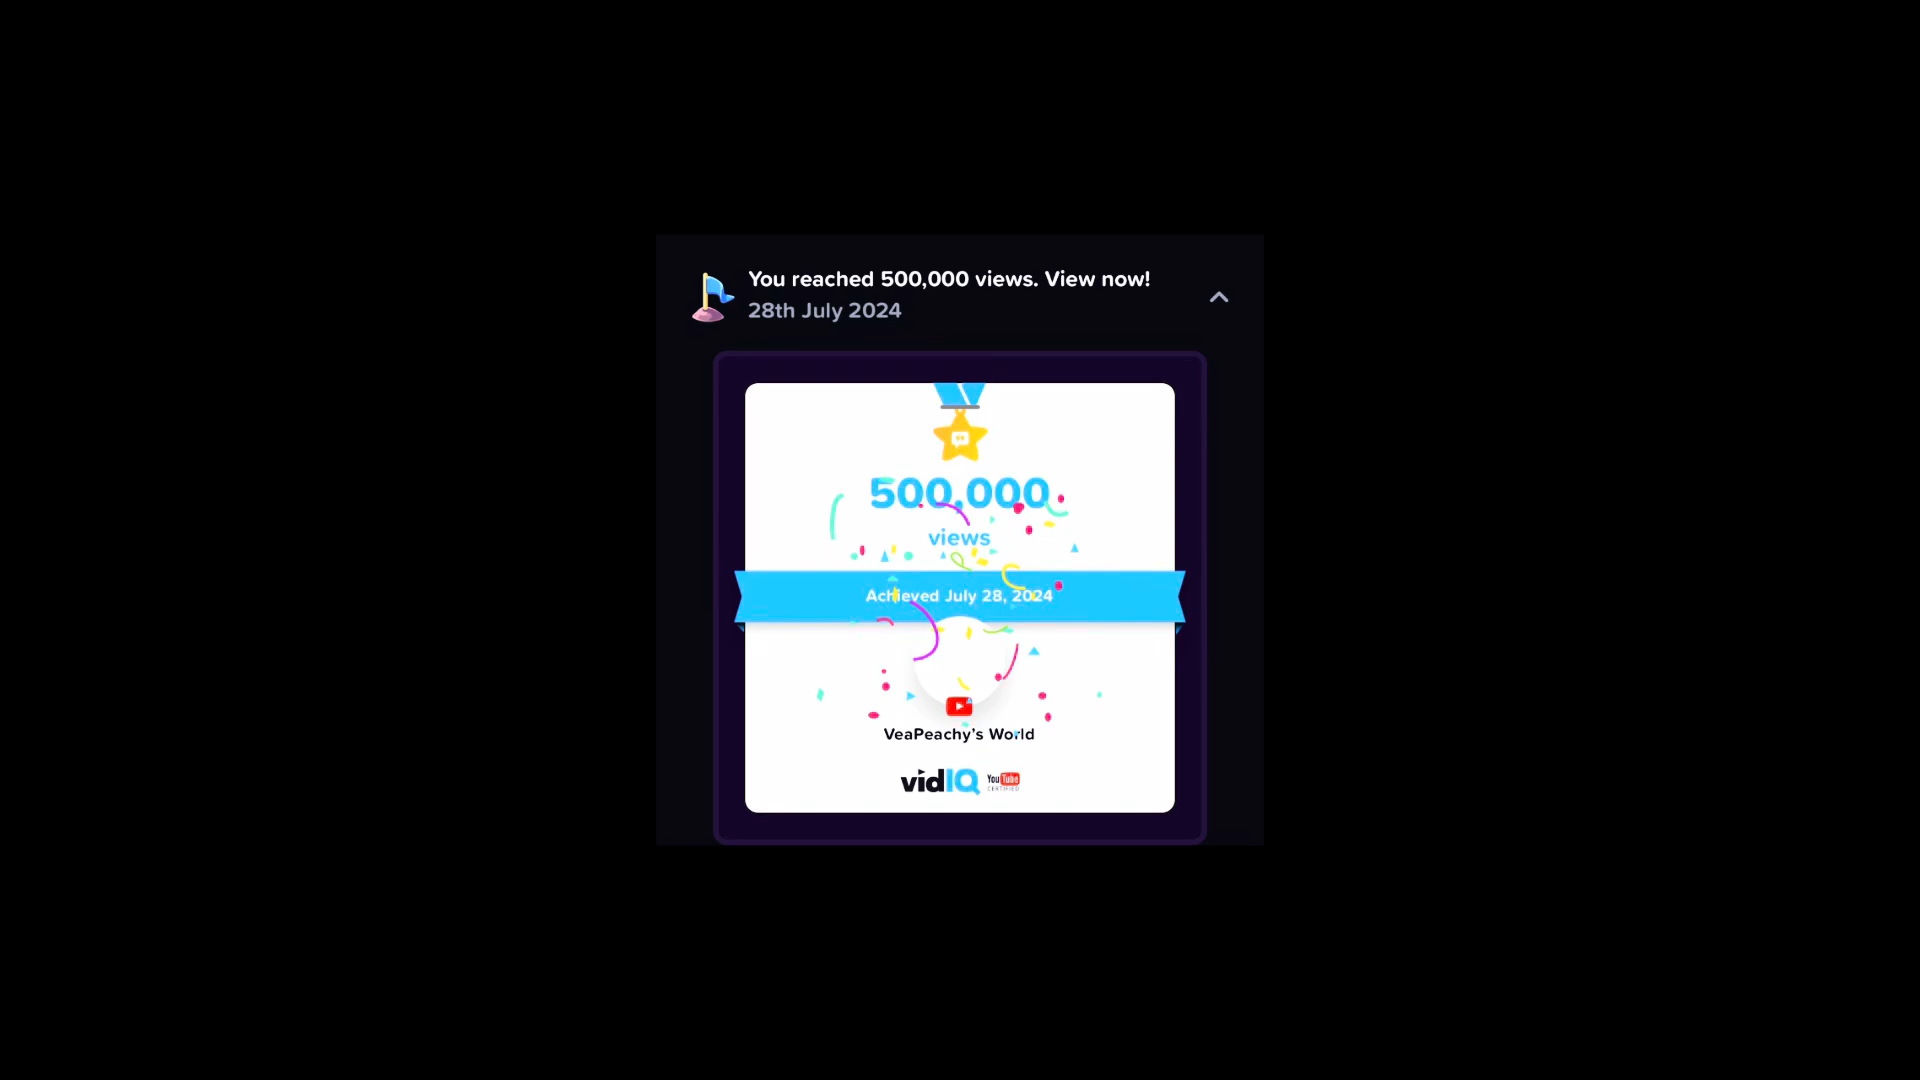 You reached 500,000 views. View now!
28th July 2024
500,000
views
Achieved July 28, 2024
VeaPeachy's World
vidIQ
YouTube
CERTIFIED